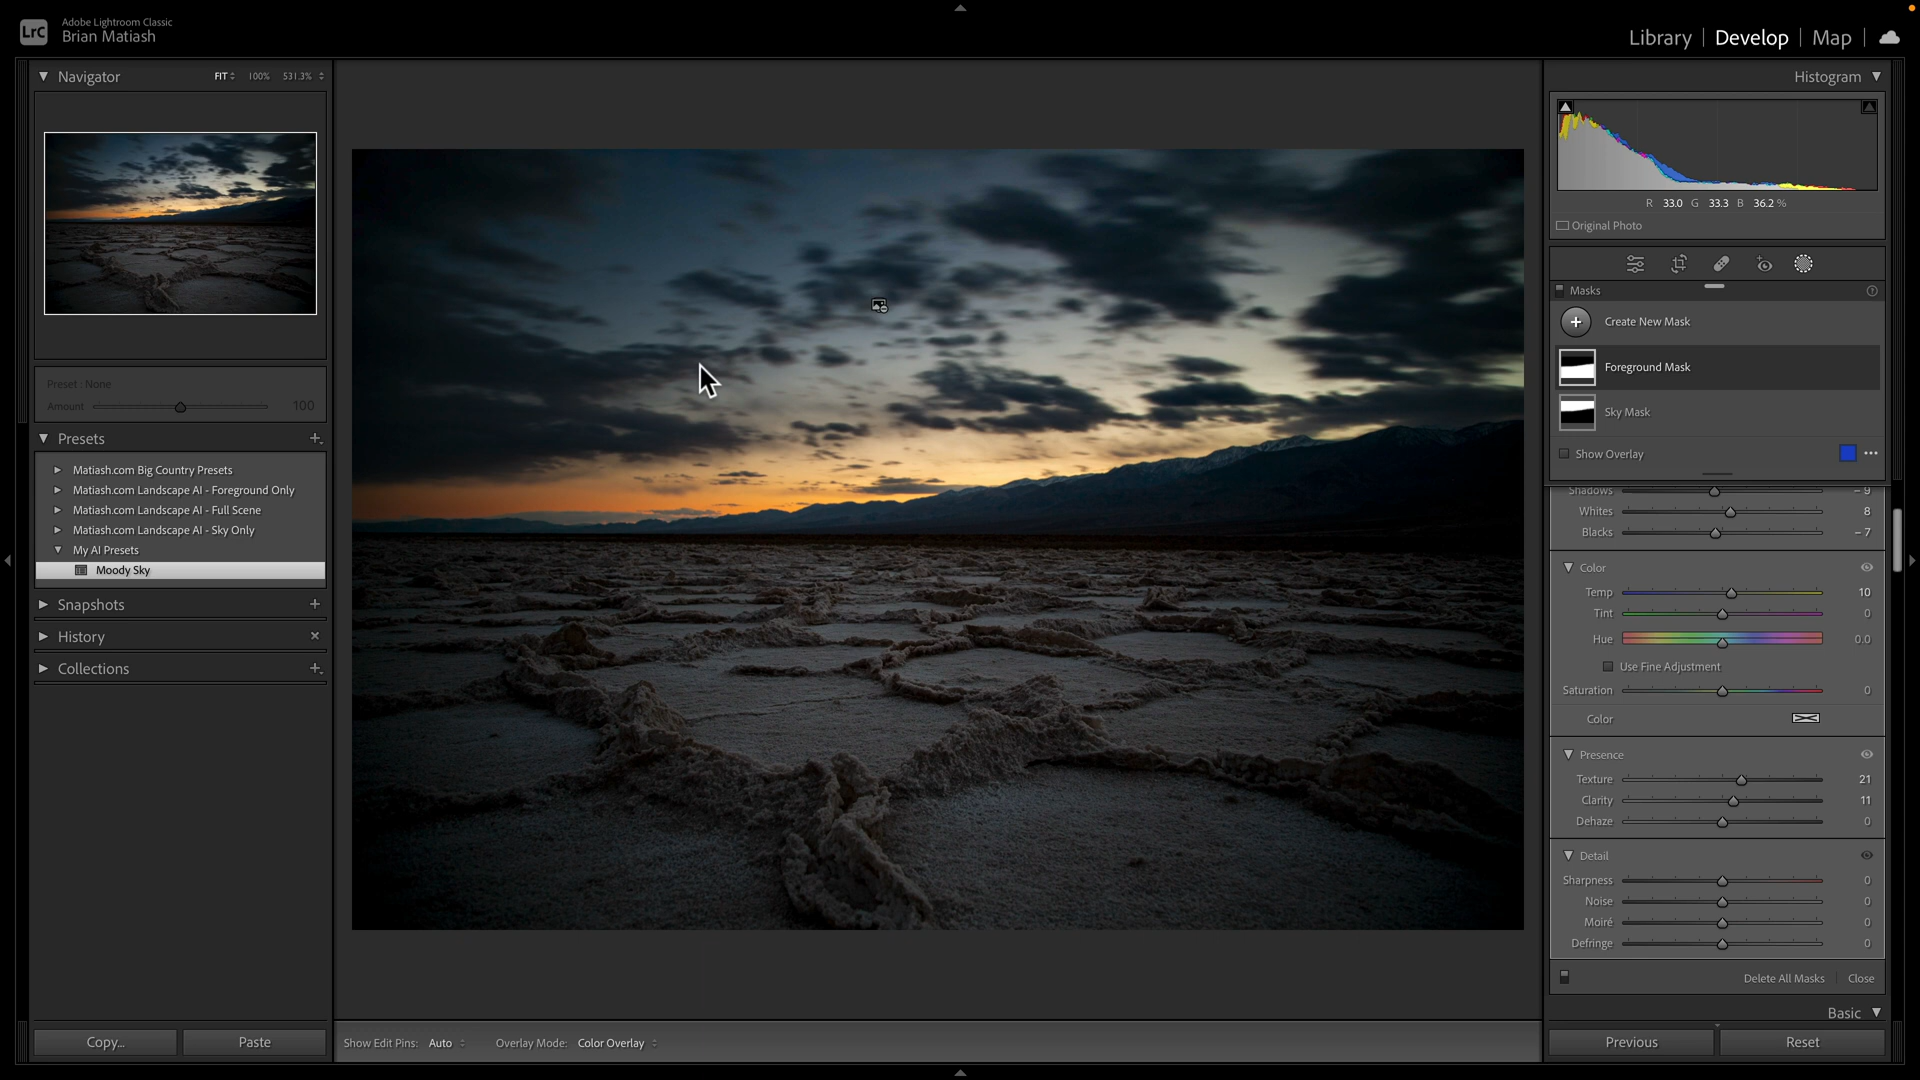 LrC
Adobe Lightroom Classic
Brian Matiash
Library | Develop | Map
Navigator FIT 100% 531.3%
Preset : None
Amount 100
Presets
Matiash.com Big Country Presets
Matiash.com Landscape AI - Foreground Only
Matiash.com Landscape AI - Full Scene
Matiash.com Landscape AI - Sky Only
My AI Presets
Moody Sky
Snapshots
History
Collections
Copy... Paste
Show Edit Pins: Auto Overlay Mode: Color Overlay
Histogram
R 33.0 G 33.3 B 36.2 %
Original Photo
Masks
Create New Mask
Foreground Mask
Sky Mask
Show Overlay
Shadows – 9
Whites 8
Blacks – 7
Color
Temp 10
Tint 0
Hue 0.0
Use Fine Adjustment
Saturation 0
Color
Presence
Texture 21
Clarity 11
Dehaze 0
Detail
Sharpness 0
Noise 0
Moiré 0
Defringe 0
Delete All Masks Close
Basic
Previous Reset